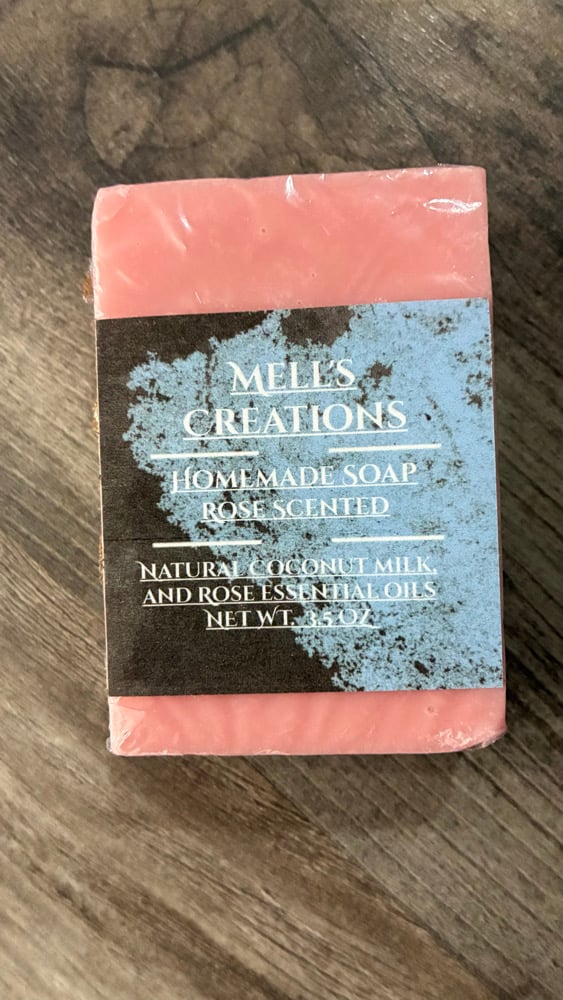 MELL'S
CREATIONS
HOMEMADE SOAP
ROSE SCENTED
NATURAL COCONUT MILK,
AND ROSE ESSENTIAL OILS
NET WT. 3.5 OZ